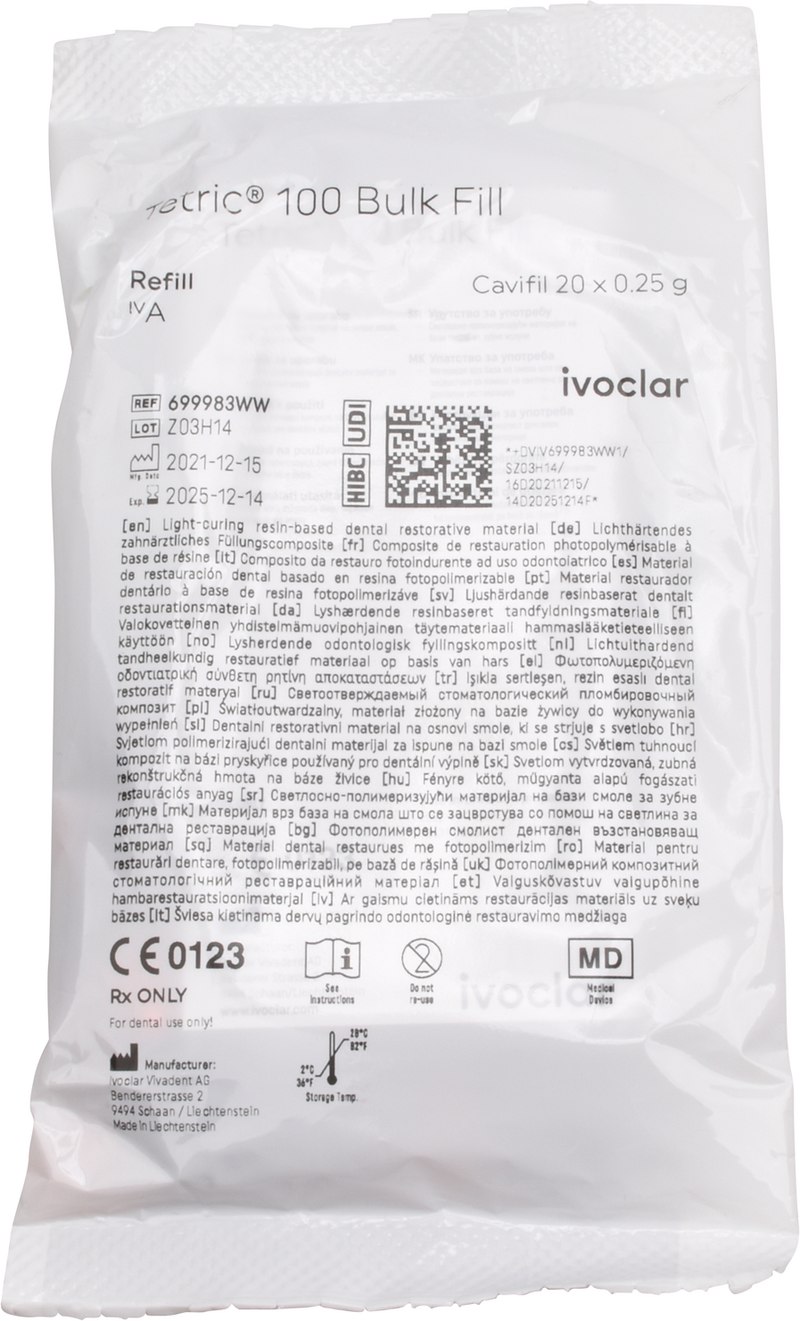 Tetric® 100 Bulk Fill
Refill
Cavifil 20 x 0.25 g
IVA
ivoclar
REF 699983WW
LOT Z03H14
2021-12-15
Mfg. Date
Exp. 2025-12-14
UDI
HIBC
*+DVIV699983WW1/
SZ03H14/
16D20211215/
14D20251214F*
[en] Light-curing resin-based dental restorative material [de] Lichthärtendes
zahnärztliches Füllungscomposite [fr] Composite de restauration photopolymérisable à
base de résine [it] Composito da restauro fotoindurente ad uso odontoiatrico [es] Material
de restauración dental basado en resina fotopolimerizable [pt] Material restaurador
dentário à base de resina fotopolimerizáve [sv] Ljushärdande resinbaserat dentalt
restaurationsmaterial [da] Lyshærdende resinbaseret tandfyldningsmateriale [fi]
Valokovetteinen yhdistelmämuovipohjainen täytemateriaali hammaslääketieteelliseen
käyttöön [no] Lysherdende odontologisk fyllingskompositt [nl] Lichtuithardend
tandheelkundig restauratief materiaal op basis van hars [el] Φωτοπολυμεριζόμενη
οδοντιατρική σύνθετη ρητίνη αποκαταστάσεων [tr] Işıkla sertleşen, rezin esaslı dental
restoratif materyal [ru] Светоотверждаемый стоматологический пломбировочный
композит [pl] Światłoutwardzalny, materiał złożony na bazie żywicy do wykonywania
wypełnień [sl] Dentalni restorativni material na osnovi smole, ki se strjuje s svetlobo [hr]
Svjetlom polimerizirajući dentalni materijal za ispune na bazi smole [cs] Světlem tuhnoucí
kompozit na bázi pryskyřice používaný pro dentální výplně [sk] Svetlom vytvrdzovaná, zubná
rekonštrukčná hmota na báze živice [hu] Fényre kötő, műgyanta alapú fogászati
restaurációs anyag [sr] Светлосно-полимеризујући материјал на бази смоле за зубне
испуне [mk] Материјал врз база на смола што се зацврстува со помош на светлина за
дентална реставрација [bg] Фотополимерен смолист дентален възстановяващ
материал [sq] Material dental restaurues me fotopolimerizim [ro] Material pentru
restaurări dentare, fotopolimerizabil, pe bază de rășină [uk] Фотополімерний композитний
стоматологічний реставраційний матеріал [et] Valguskõvastuv vaigupõhine
hambarestauratsioonimaterjal [lv] Ar gaismu cietināms restaurācijas materiāls uz sveķu
bāzes [lt] Šviesa kietinama dervų pagrindo odontologinė restauravimo medžiaga
CE 0123
See
Instructions
2
Do not
re-use
MD
Medical
Device
Rx ONLY
For dental use only!
Manufacturer:
Ivoclar Vivadent AG
Bendererstrasse 2
9494 Schaan / Liechtenstein
Made in Liechtenstein
28°C
82°F
2°C
36°F
Storage Temp.